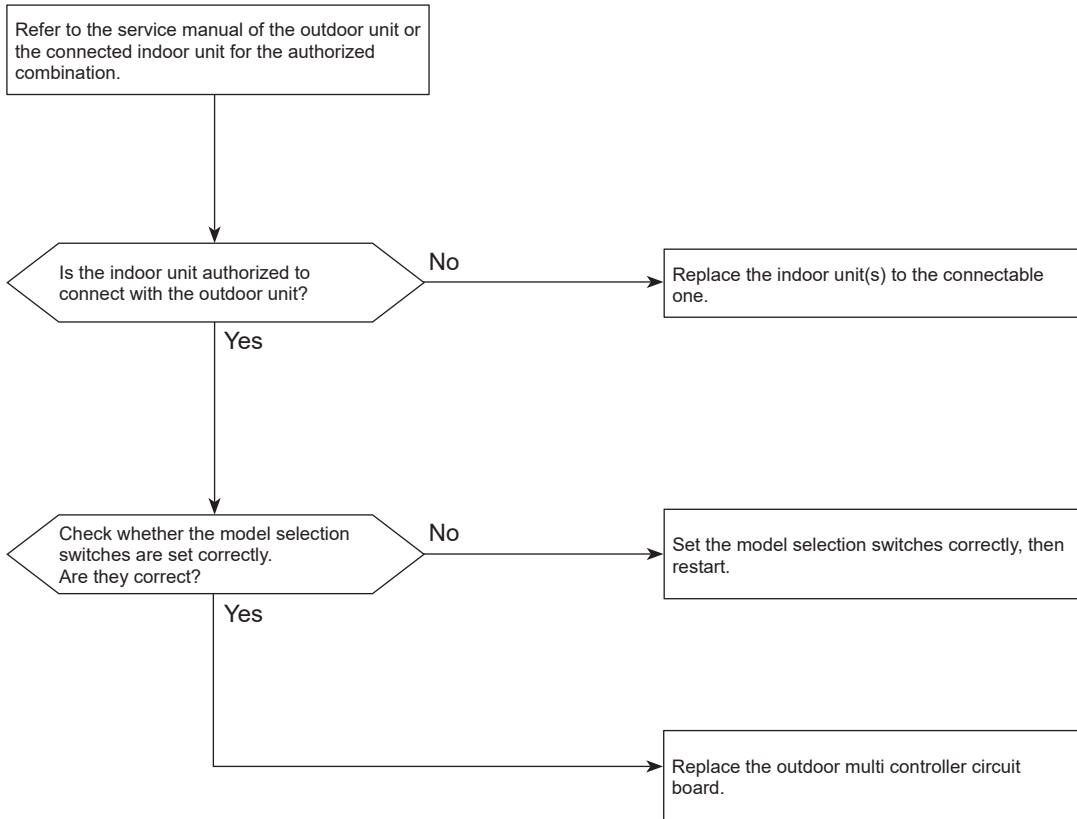 Refer to the service manual of the outdoor unit or
the connected indoor unit for the authorized
combination.
Is the indoor unit authorized to
connect with the outdoor unit?
No
Replace the indoor unit(s) to the connectable
one.
Yes
Check whether the model selection
switches are set correctly.
Are they correct?
No
Set the model selection switches correctly, then
restart.
Yes
Replace the outdoor multi controller circuit
board.